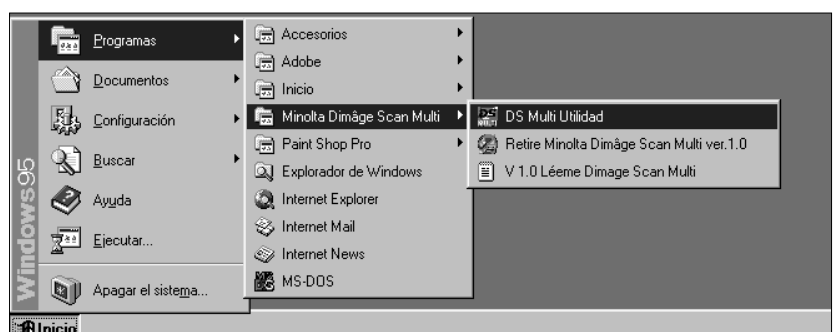 Windows95
Programas
Documentos
Configuración
Buscar
Ayuda
Ejecutar...
Apagar el sistema...
Inicio
Accesorios
Adobe
Inicio
Minolta Dimâge Scan Multi
Paint Shop Pro
Explorador de Windows
Internet Explorer
Internet Mail
Internet News
MS-DOS
DS Multi Utilidad
Retire Minolta Dimâge Scan Multi ver.1.0
V 1.0 Léeme Dimage Scan Multi